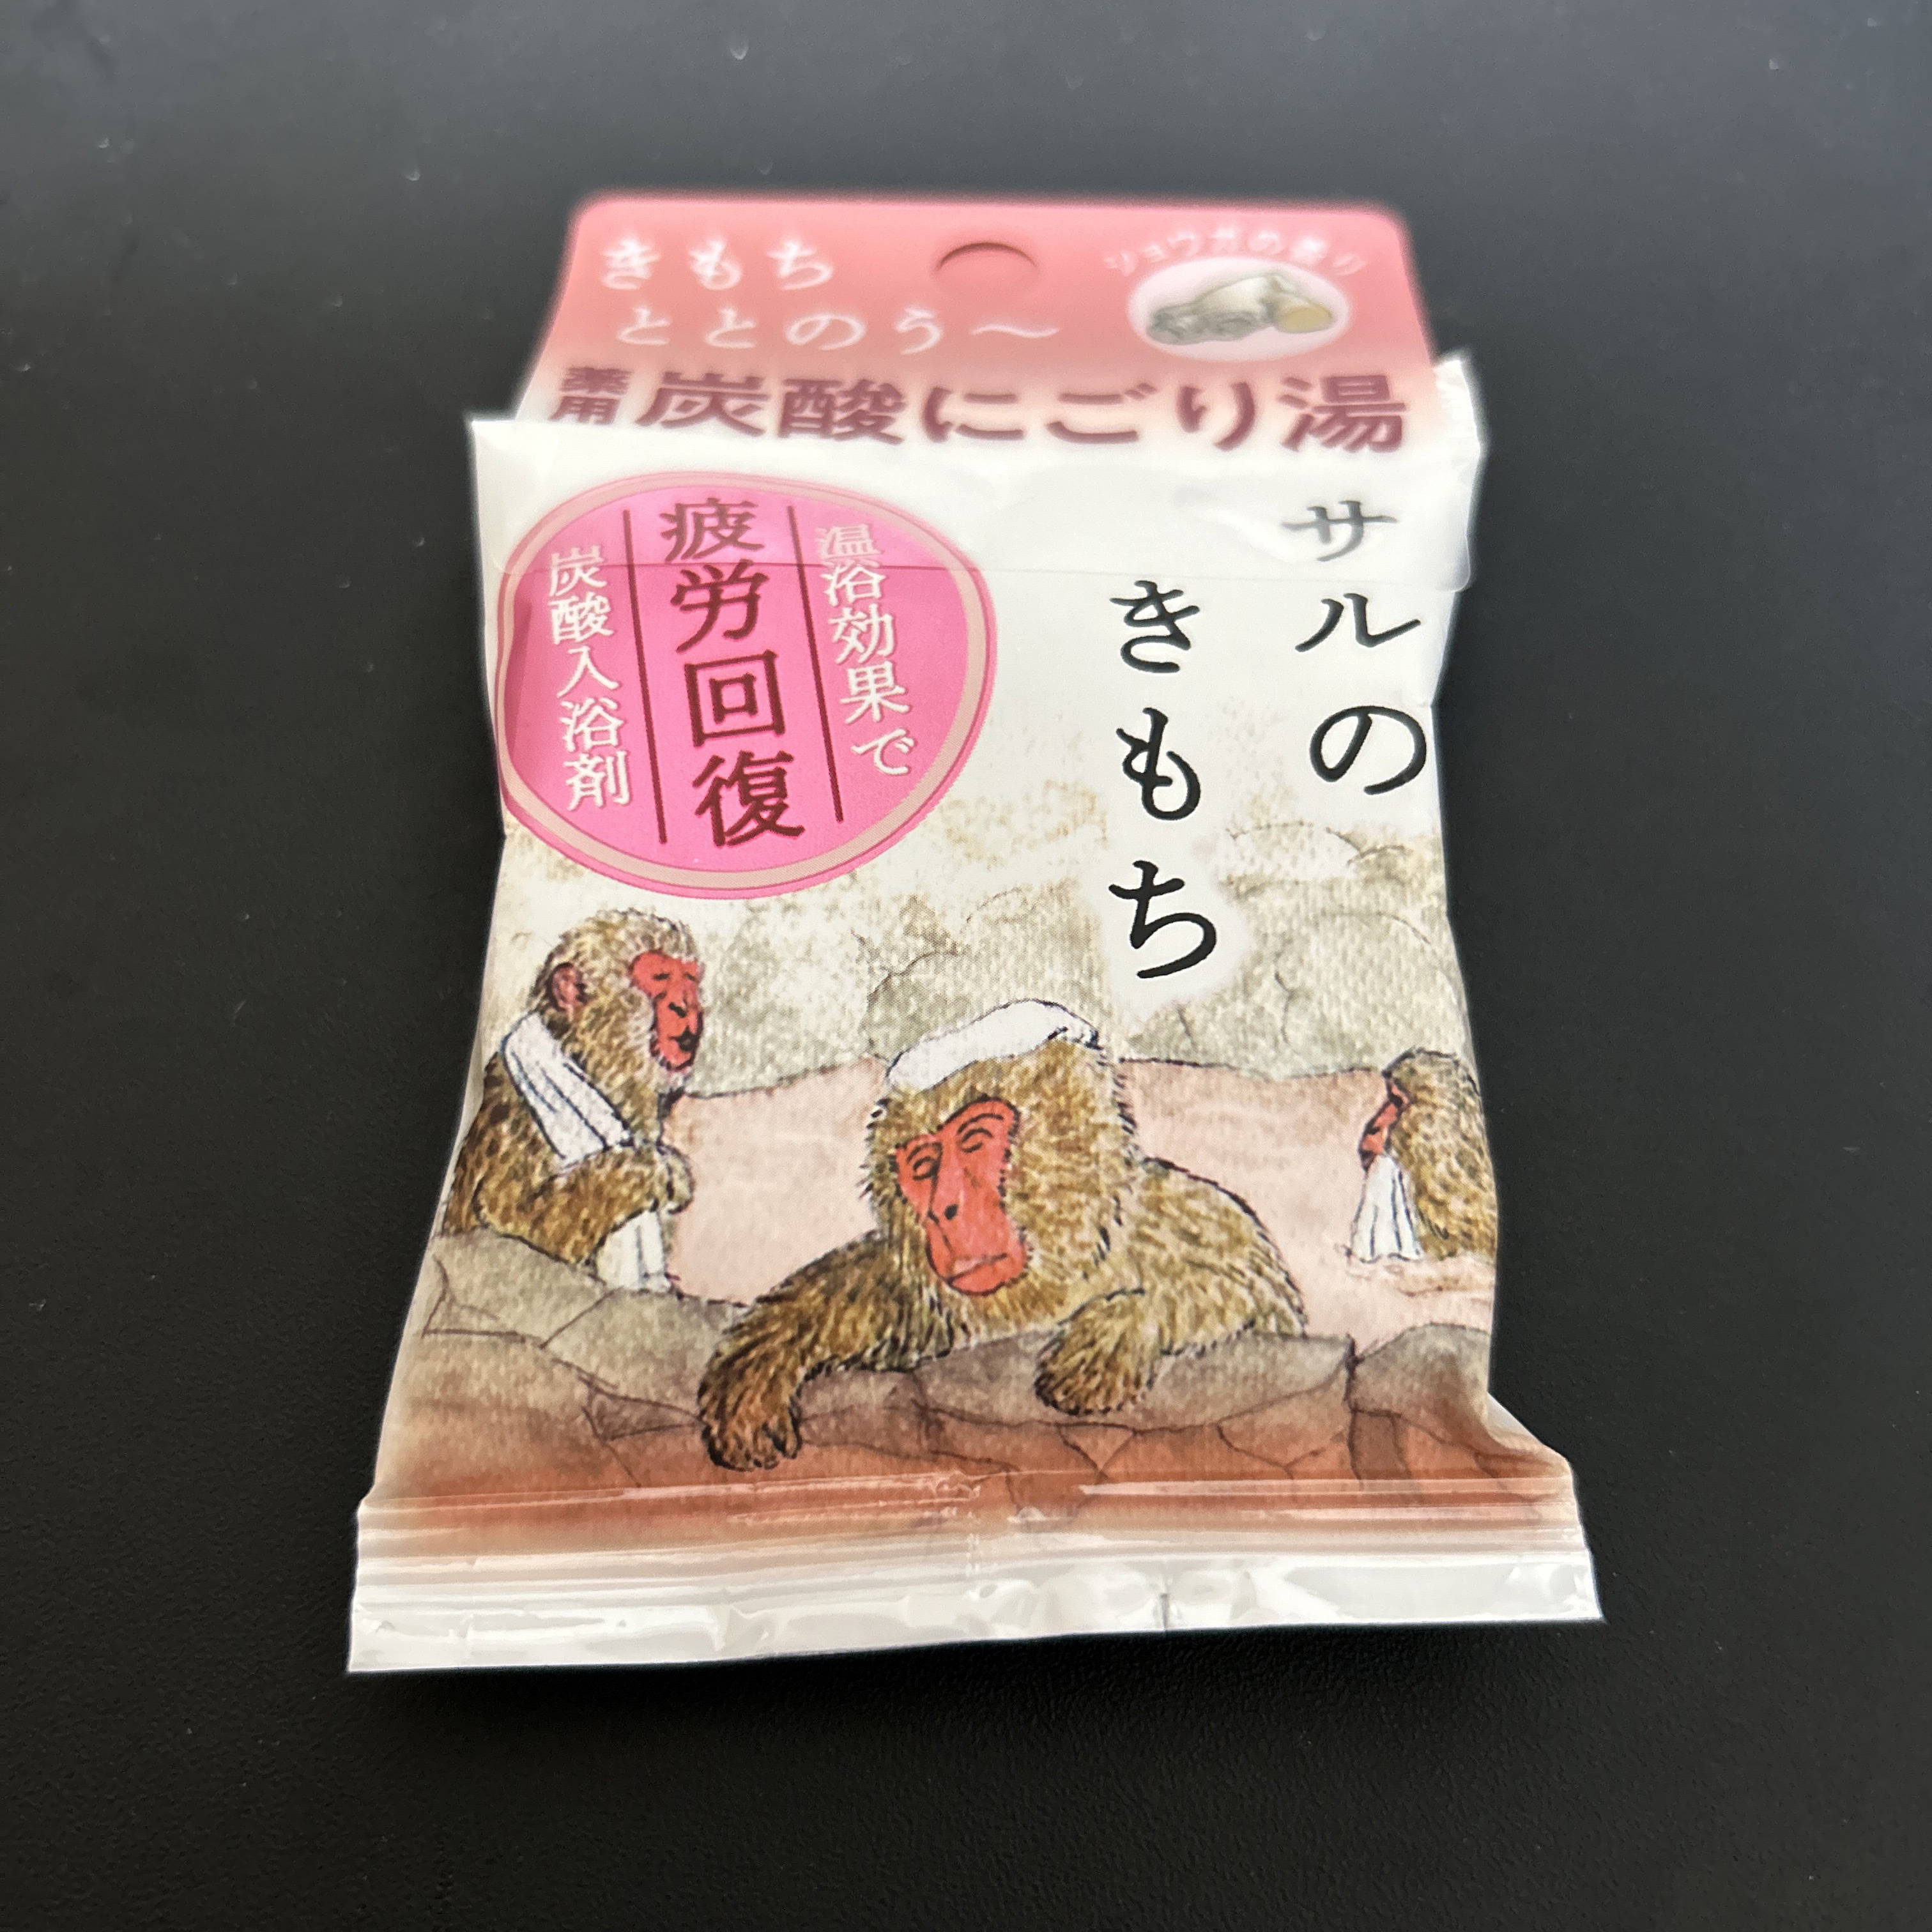 きもち
ととのう〜
ショウガの香り
薬用炭酸にごり湯
サルの
きもち
温浴効果で
疲労回復
炭酸入浴剤